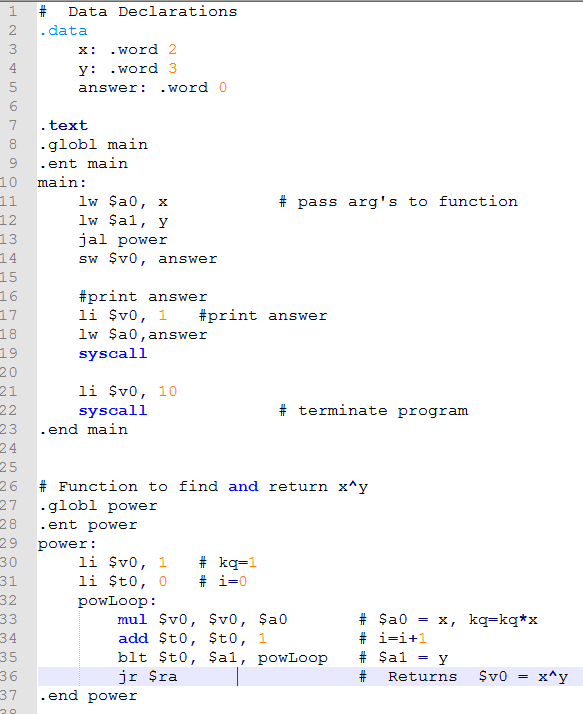 1 # Data Declarations
2 .data
3 x: .word 2
4 y: .word 3
5 answer: .word 0
6
7 .text
8 .globl main
9 .ent main
10 main:
11 lw $a0, x # pass arg's to function
12 lw $a1, y
13 jal power
14 sw $v0, answer
15
16 #print answer
17 li $v0, 1 #print answer
18 lw $a0,answer
19 syscall
20
21 li $v0, 10
22 syscall # terminate program
23 .end main
24
25
26 # Function to find and return x^y
27 .globl power
28 .ent power
29 power:
30 li $v0, 1 # kq=1
31 li $t0, 0 # i=0
32 powLoop:
33 mul $v0, $v0, $a0 # $a0 = x, kq=kq*x
34 add $t0, $t0, 1 # i=i+1
35 blt $t0, $a1, powLoop # $a1 = y
36 jr $ra # Returns $v0 = x^y
37 .end power
38